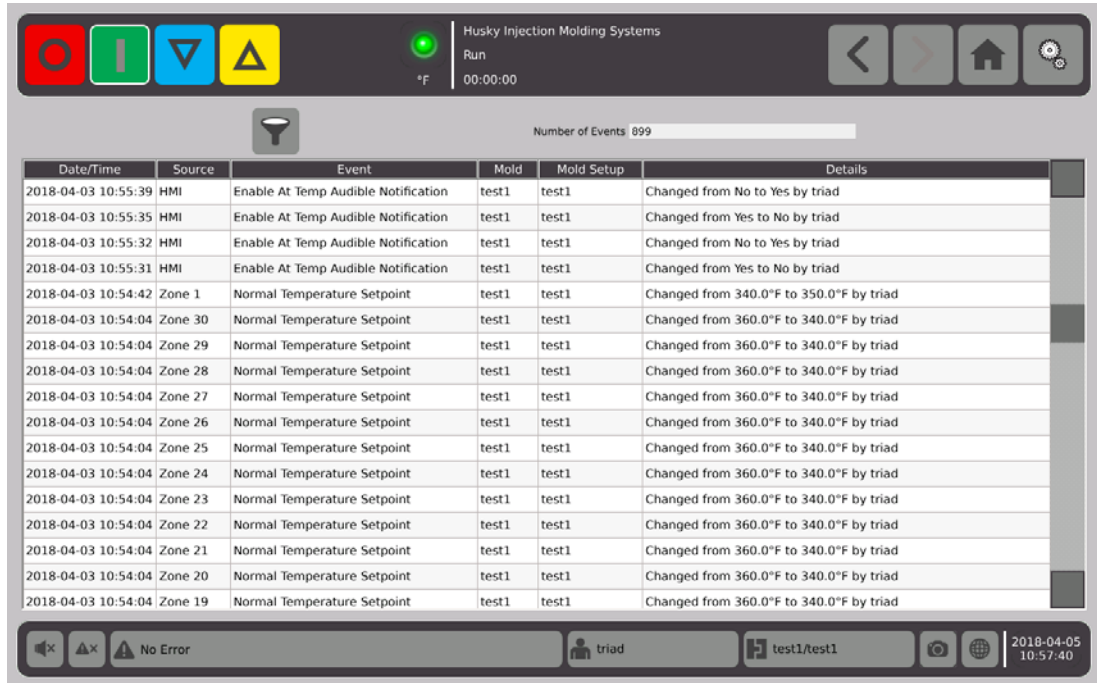 Husky Injection Molding Systems
Run
°F 00:00:00
Number of Events 899
Date/Time Source Event Mold Mold Setup Details
2018-04-03 10:55:39 HMI Enable At Temp Audible Notification test1 test1 Changed from No to Yes by triad
2018-04-03 10:55:35 HMI Enable At Temp Audible Notification test1 test1 Changed from Yes to No by triad
2018-04-03 10:55:32 HMI Enable At Temp Audible Notification test1 test1 Changed from No to Yes by triad
2018-04-03 10:55:31 HMI Enable At Temp Audible Notification test1 test1 Changed from Yes to No by triad
2018-04-03 10:54:42 Zone 1 Normal Temperature Setpoint test1 test1 Changed from 340.0°F to 350.0°F by triad
2018-04-03 10:54:04 Zone 30 Normal Temperature Setpoint test1 test1 Changed from 360.0°F to 340.0°F by triad
2018-04-03 10:54:04 Zone 29 Normal Temperature Setpoint test1 test1 Changed from 360.0°F to 340.0°F by triad
2018-04-03 10:54:04 Zone 28 Normal Temperature Setpoint test1 test1 Changed from 360.0°F to 340.0°F by triad
2018-04-03 10:54:04 Zone 27 Normal Temperature Setpoint test1 test1 Changed from 360.0°F to 340.0°F by triad
2018-04-03 10:54:04 Zone 26 Normal Temperature Setpoint test1 test1 Changed from 360.0°F to 340.0°F by triad
2018-04-03 10:54:04 Zone 25 Normal Temperature Setpoint test1 test1 Changed from 360.0°F to 340.0°F by triad
2018-04-03 10:54:04 Zone 24 Normal Temperature Setpoint test1 test1 Changed from 360.0°F to 340.0°F by triad
2018-04-03 10:54:04 Zone 23 Normal Temperature Setpoint test1 test1 Changed from 360.0°F to 340.0°F by triad
2018-04-03 10:54:04 Zone 22 Normal Temperature Setpoint test1 test1 Changed from 360.0°F to 340.0°F by triad
2018-04-03 10:54:04 Zone 21 Normal Temperature Setpoint test1 test1 Changed from 360.0°F to 340.0°F by triad
2018-04-03 10:54:04 Zone 20 Normal Temperature Setpoint test1 test1 Changed from 360.0°F to 340.0°F by triad
2018-04-03 10:54:04 Zone 19 Normal Temperature Setpoint test1 test1 Changed from 360.0°F to 340.0°F by triad
No Error triad test1/test1 2018-04-05
10:57:40